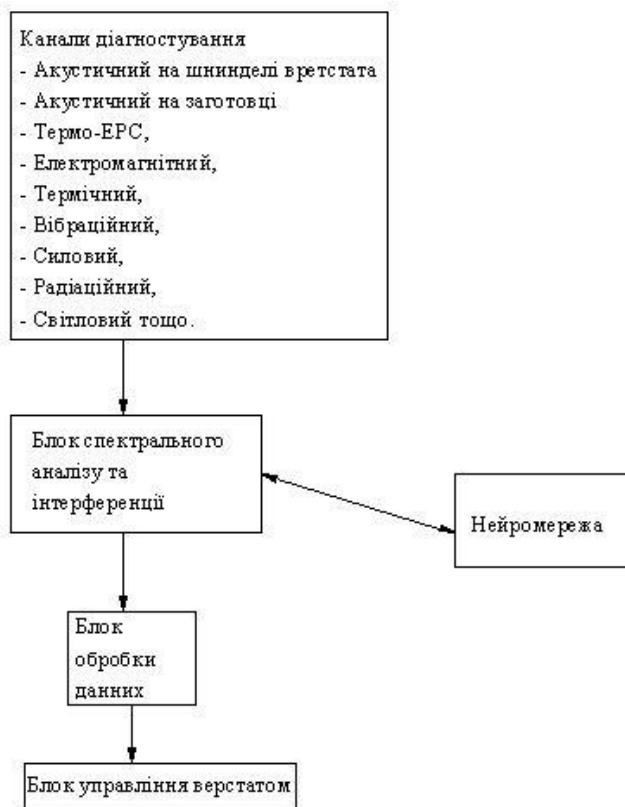 Канали діагностування
- Акустичний на шнинделі вретстата
- Акустичний на заготовці
- Термо-ЕРС,
- Електромагнітний,
- Термічний,
- Вібраційний,
- Силовий,
- Радіаційний,
- Світловий тощо.
Блок спектрального
аналізу та
інтерференції
Нейромережа
Блок
обробки
данних
Блок управління верстатом